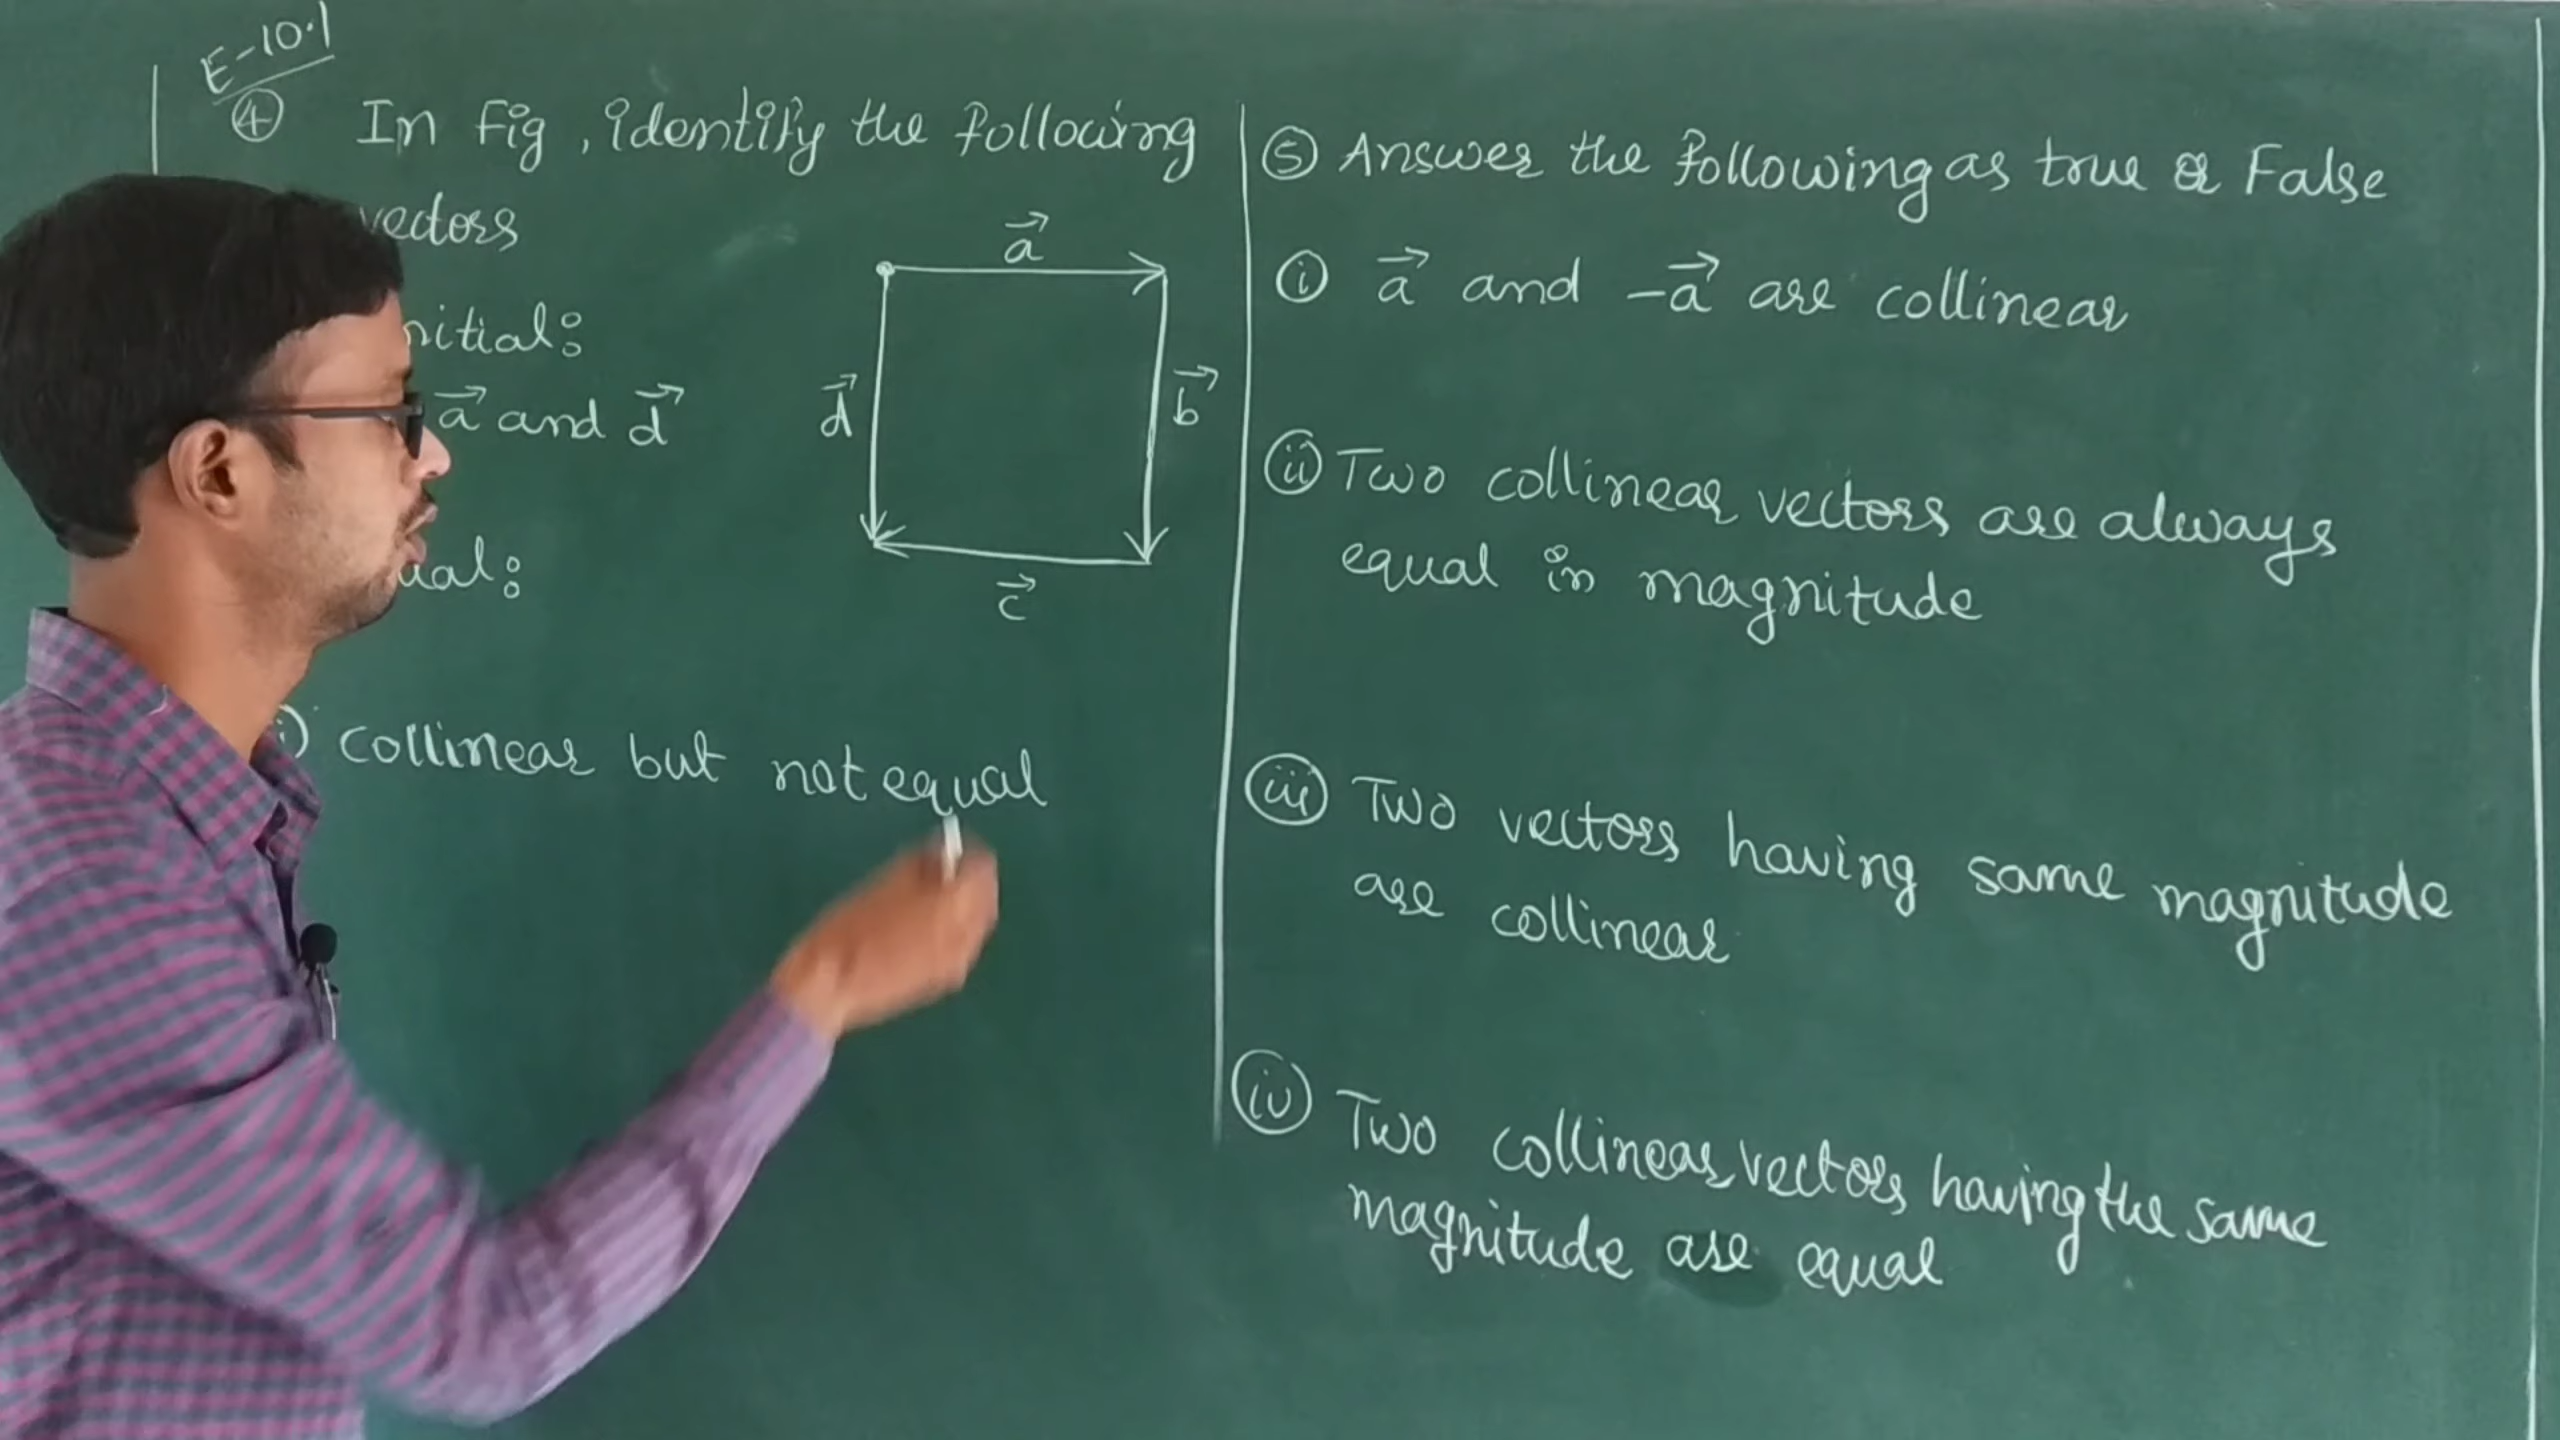 E-10.1
④ In Fig, identify the following
vectors
nitial:
a⃗ and d⃗
ual:
i) collinear but not equal
a⃗
d⃗
b⃗
c⃗
⑤ Answer the following as true or False
ⓘ a⃗ and -a⃗ are collinear
(ii) Two collinear vectors are always
equal in magnitude
(iii) Two vectors having same magnitude
are collinear
(iv) Two collinear vectors having the same
magnitude are equal